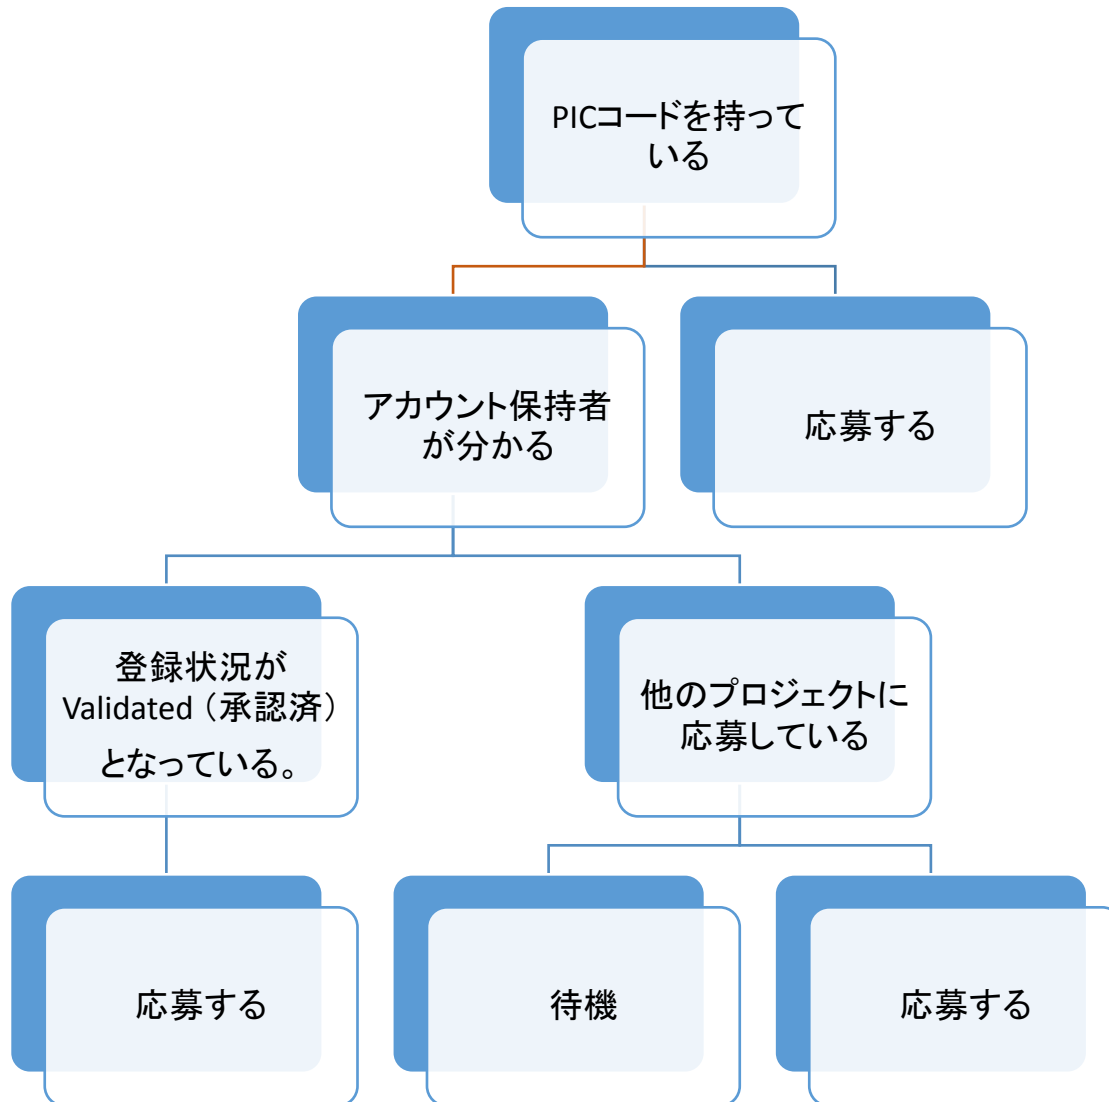 PICコードを持って
いる
アカウント保持者
が分かる
応募する
登録状況が
Validated（承認済）
となっている。
他のプロジェクトに
応募している
応募する
待機
応募する